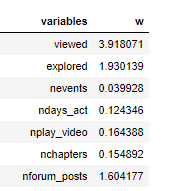 variables w
viewed 3.918071
explored 1.930139
nevents 0.039928
ndays_act 0.124346
nplay_video 0.164388
nchapters 0.154892
nforum_posts 1.604177